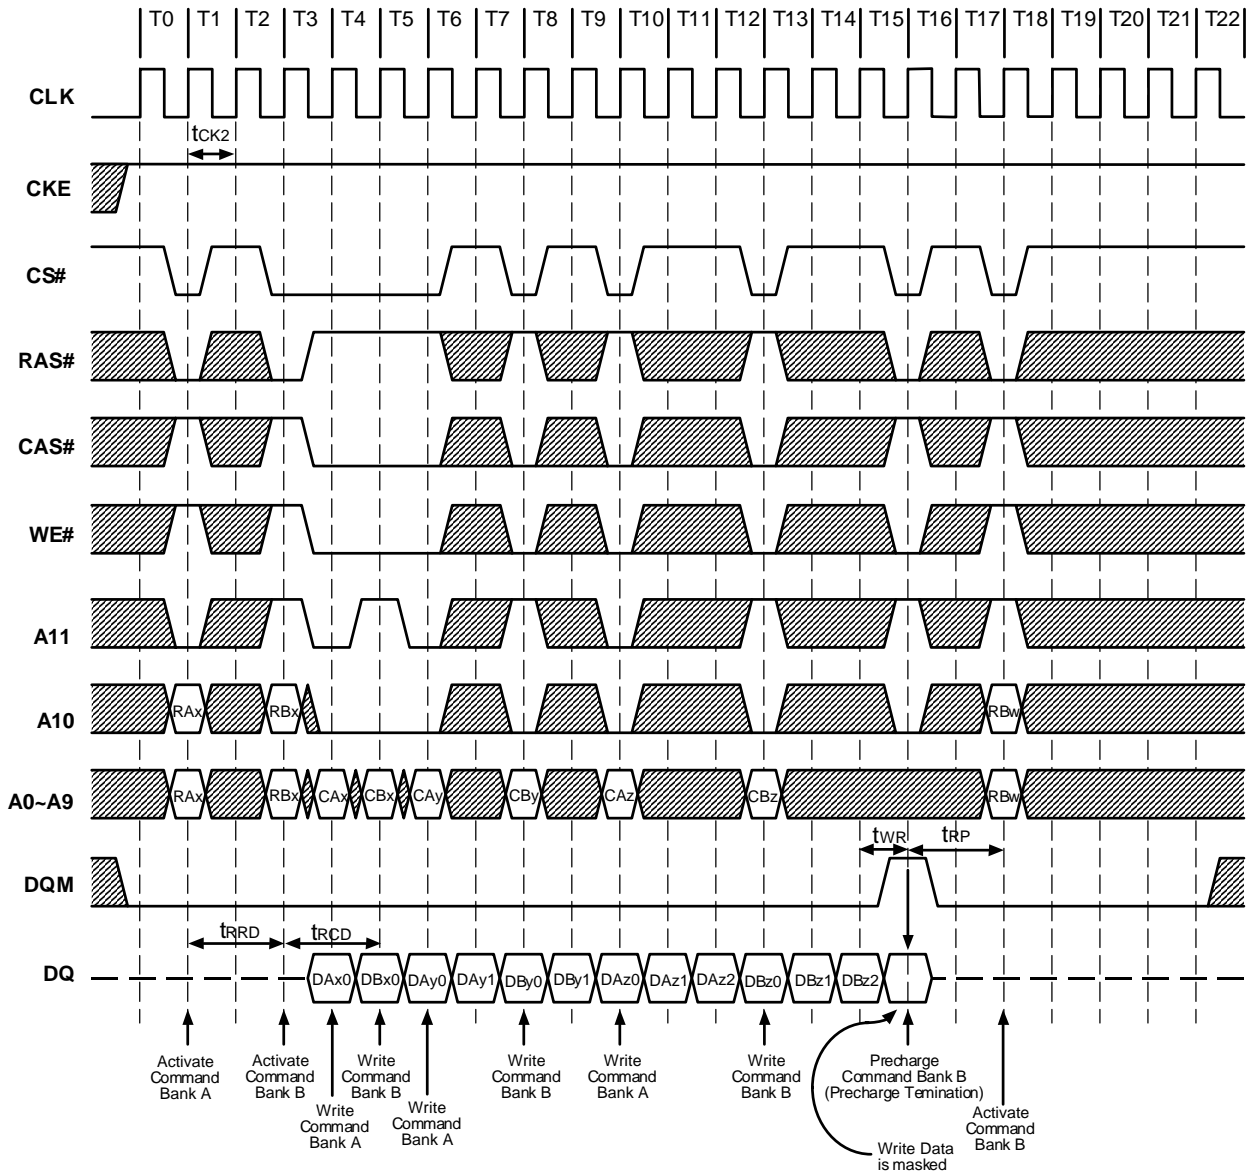 T0 T1 T2 T3 T4 T5 T6 T7 T8 T9 T10 T11 T12 T13 T14 T15 T16 T17 T18 T19 T20 T21 T22
CLK
tCK2
CKE
CS#
RAS#
CAS#
WE#
A11
A10
RAx RBx RBw
A0~A9
RAx RBx CAx CBx CAy CBy CAz CBz RBw
tWR tRP
DQM
tRRD tRCD
DQ
DAx0 DBx0 DAy0 DAy1 DBy0 DBy1 DAz0 DAz1 DAz2 DBz0 DBz1 DBz2
Activate
Command
Bank A
Activate
Command
Bank B
Write
Command
Bank A
Write
Command
Bank B
Write
Command
Bank A
Write
Command
Bank B
Write
Command
Bank A
Write
Command
Bank B
Precharge
Command Bank B
(Precharge Temination)
Write Data
is masked
Activate
Command
Bank B